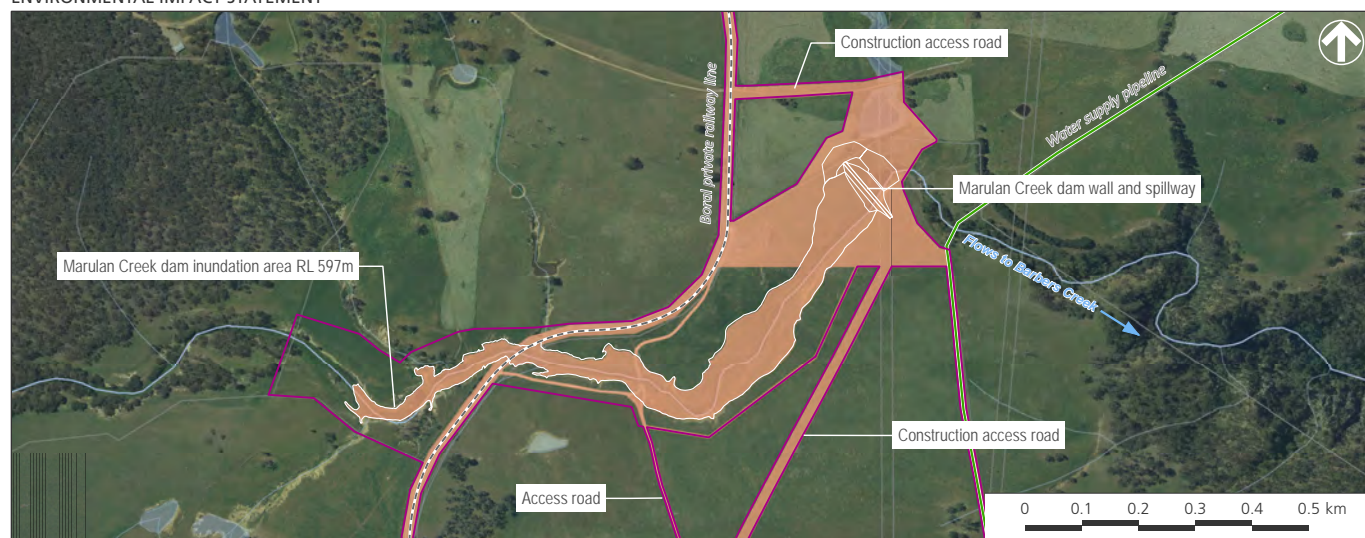 ENVIRONMENTAL IMPACT STATEMENT
Construction access road
Boral private railway line
Water supply pipeline
Marulan Creek dam wall and spillway
Marulan Creek dam inundation area RL 597m
Flows to Barbers Creek
Construction access road
Access road
0 0.1 0.2 0.3 0.4 0.5 km